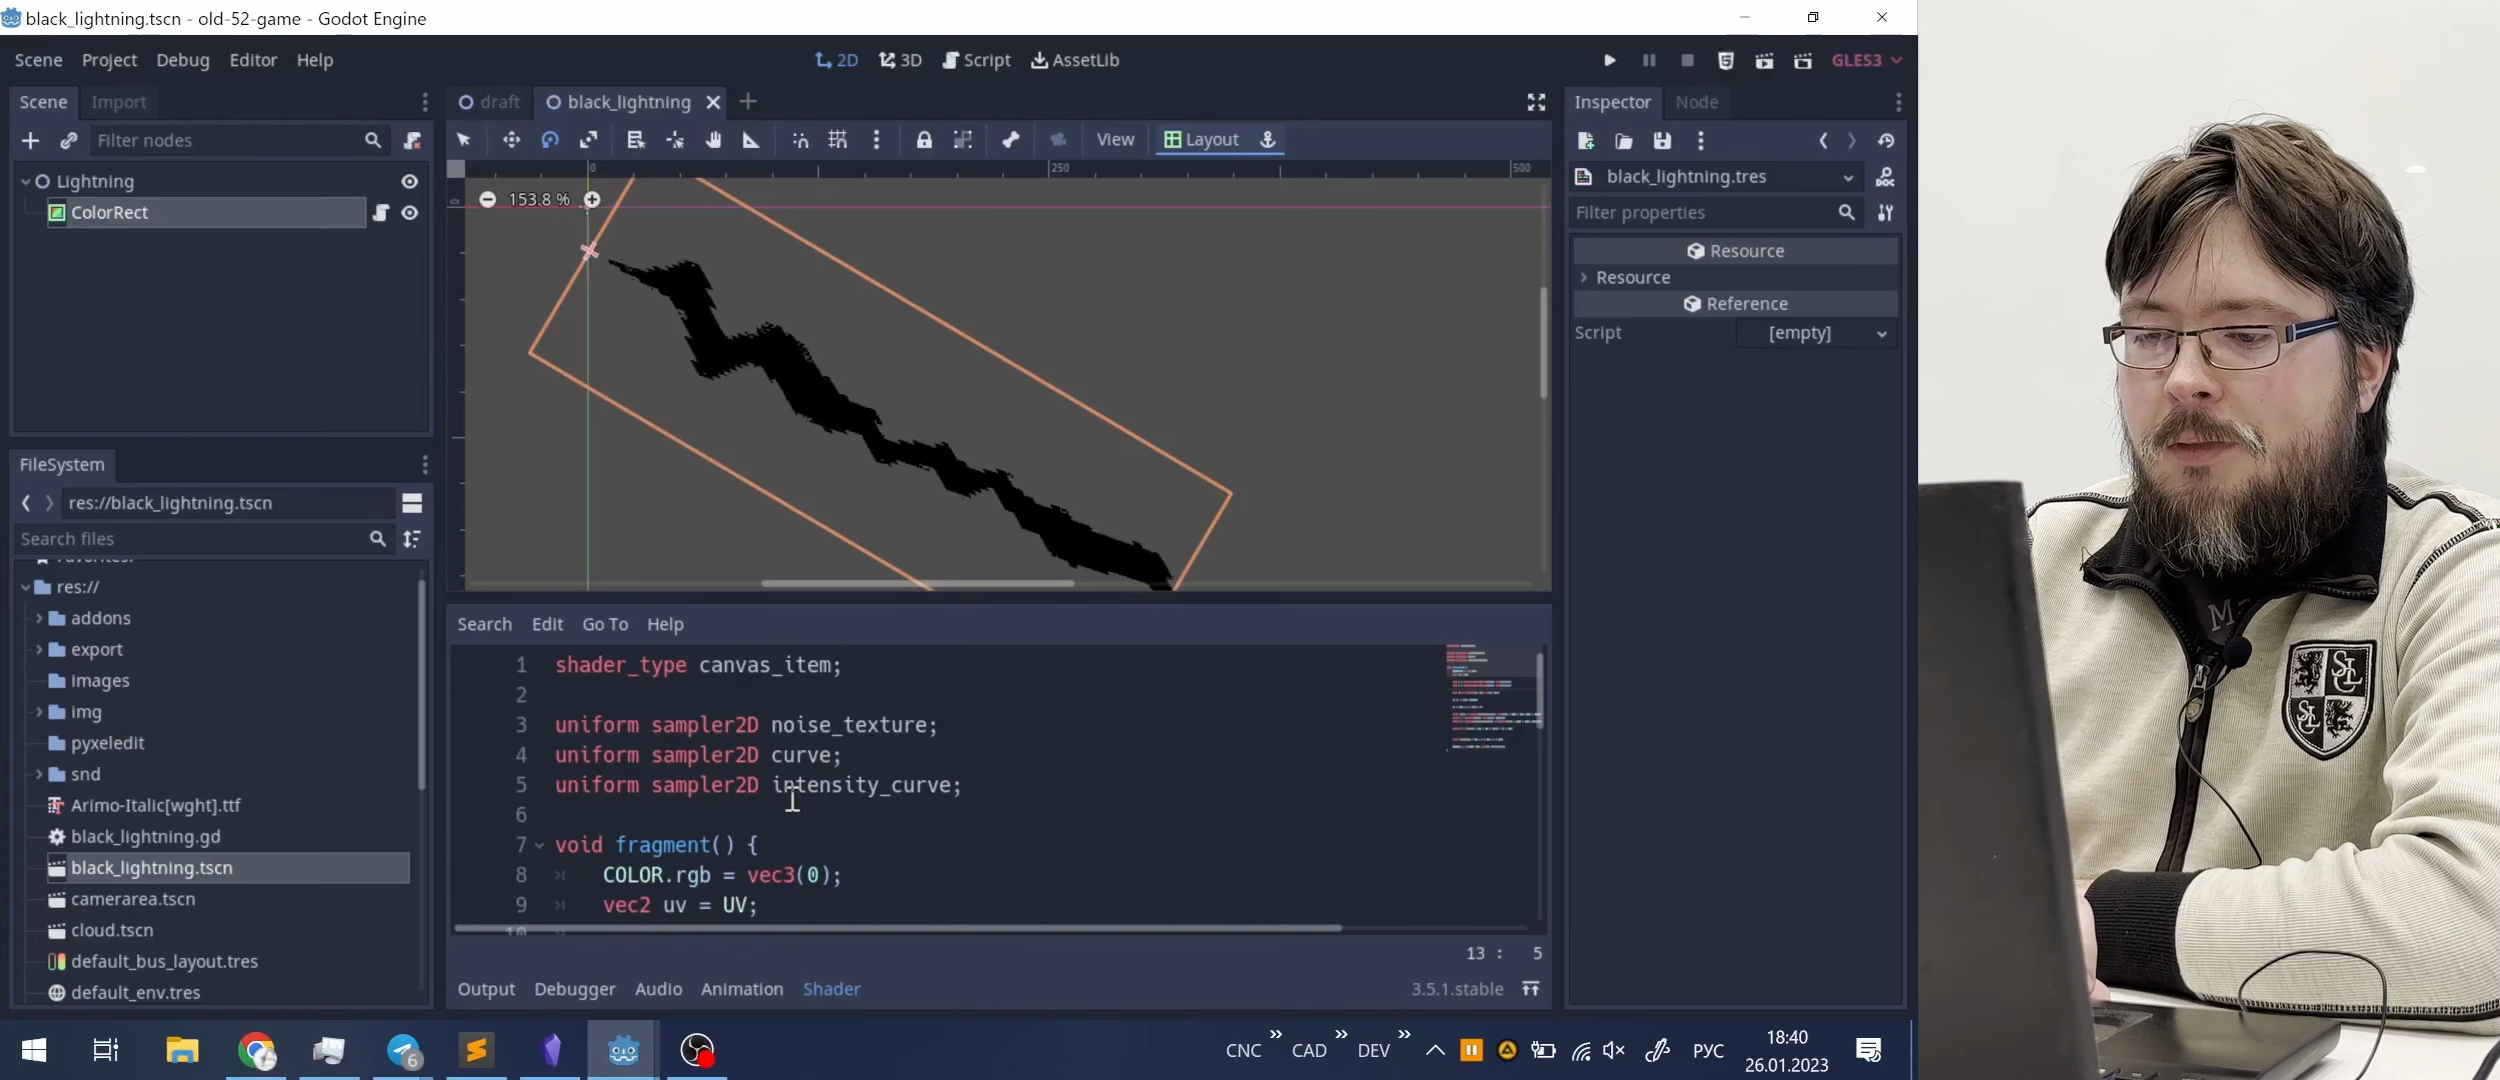 black_lightning.tscn - old-52-game - Godot Engine
Scene Project Debug Editor Help
2D 3D Script AssetLib
GLES3
Scene Import
draft black_lightning
Inspector Node
Filter nodes
View Layout
black_lightning.tres
Filter properties
Lightning
ColorRect
0 250 500
153.8 %
Resource
Resource
Reference
Script [empty]
FileSystem
res://black_lightning.tscn
Search files
res://
addons
export
images
img
pyxeledit
snd
Arimo-Italic[wght].ttf
black_lightning.gd
black_lightning.tscn
camerarea.tscn
cloud.tscn
default_bus_layout.tres
default_env.tres
Search Edit Go To Help
1 shader_type canvas_item;
2
3 uniform sampler2D noise_texture;
4 uniform sampler2D curve;
5 uniform sampler2D intensity_curve;
6
7 void fragment() {
8 COLOR.rgb = vec3(0);
9 vec2 uv = UV;
13 : 5
Output Debugger Audio Animation Shader
3.5.1.stable
6
CNC CAD DEV
РУС
18:40
26.01.2023